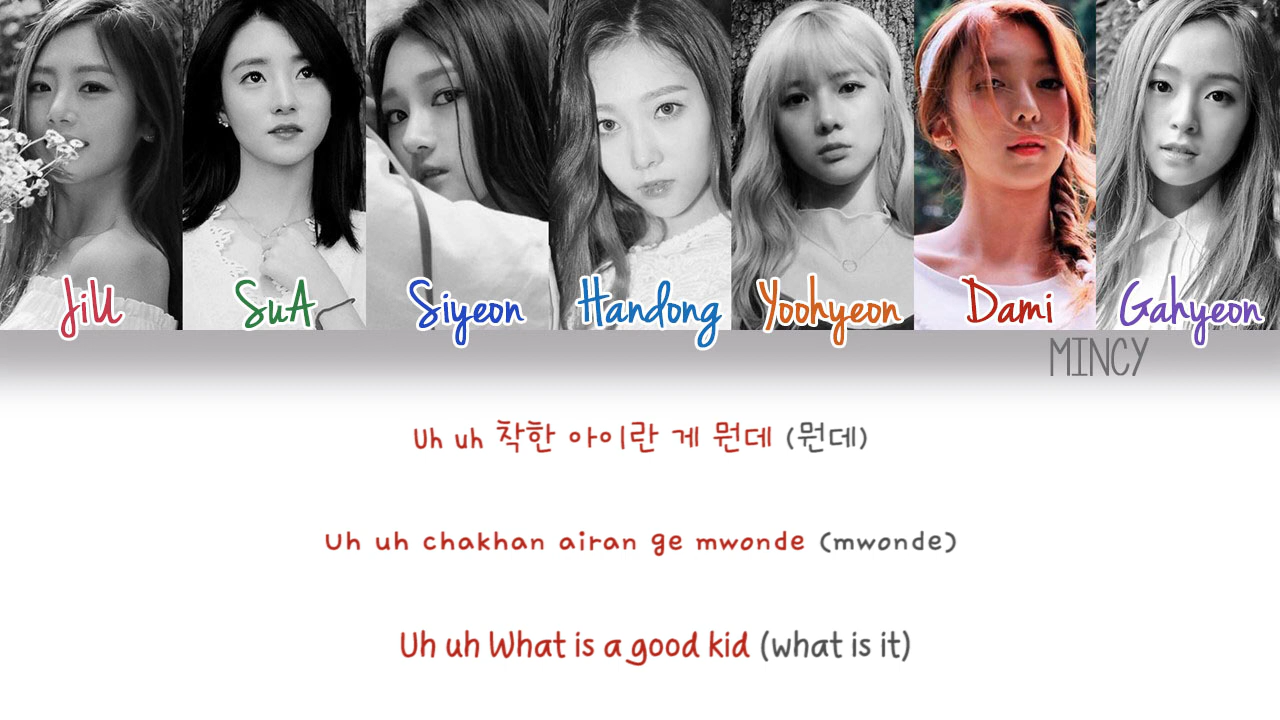 JiU SuA Siyeon Handong Yoohyeon Dami Gahyeon
MINCY
Uh uh 착한 아이란 게 뭔데 (뭔데)
Uh uh chakhan airan ge mwonde (mwonde)
Uh uh What is a good kid (what is it)